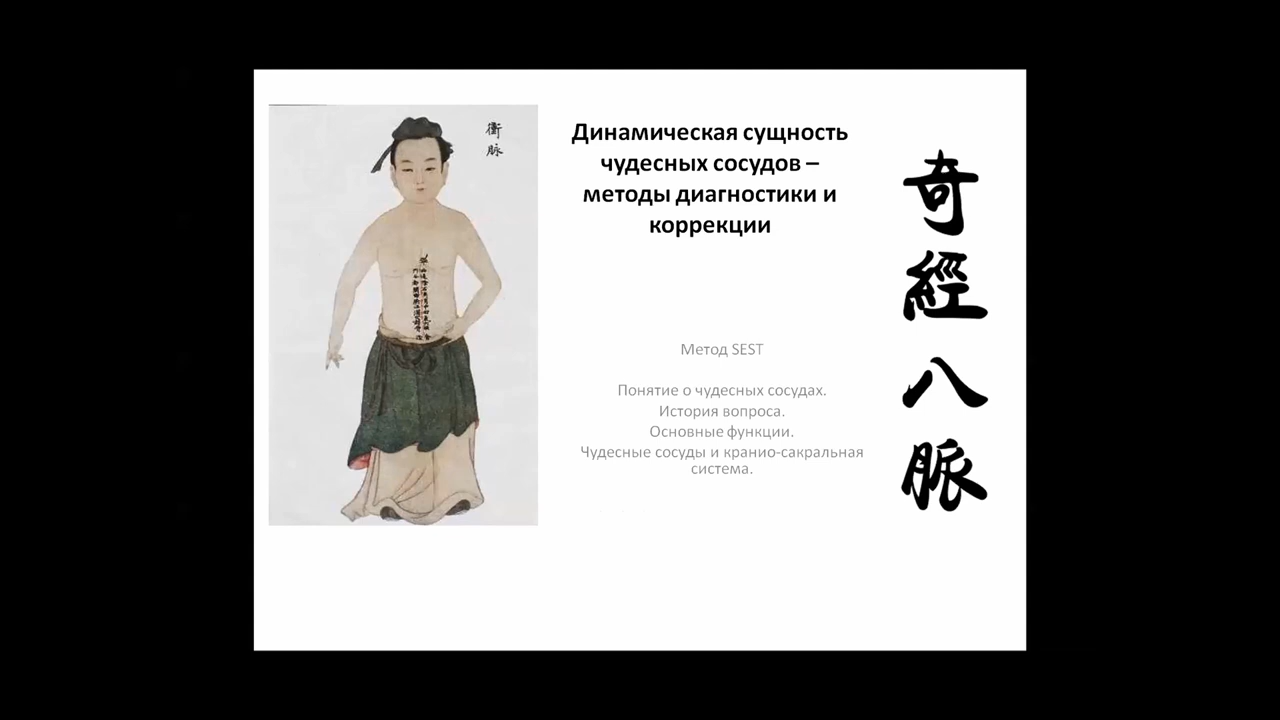 衝
脉
Динамическая сущность
чудесных сосудов –
методы диагностики и
коррекции
Метод SEST
Понятие о чудесных сосудах.
История вопроса.
Основные функции.
Чудесные сосуды и кранио-сакральная
система.
奇
經
八
脈